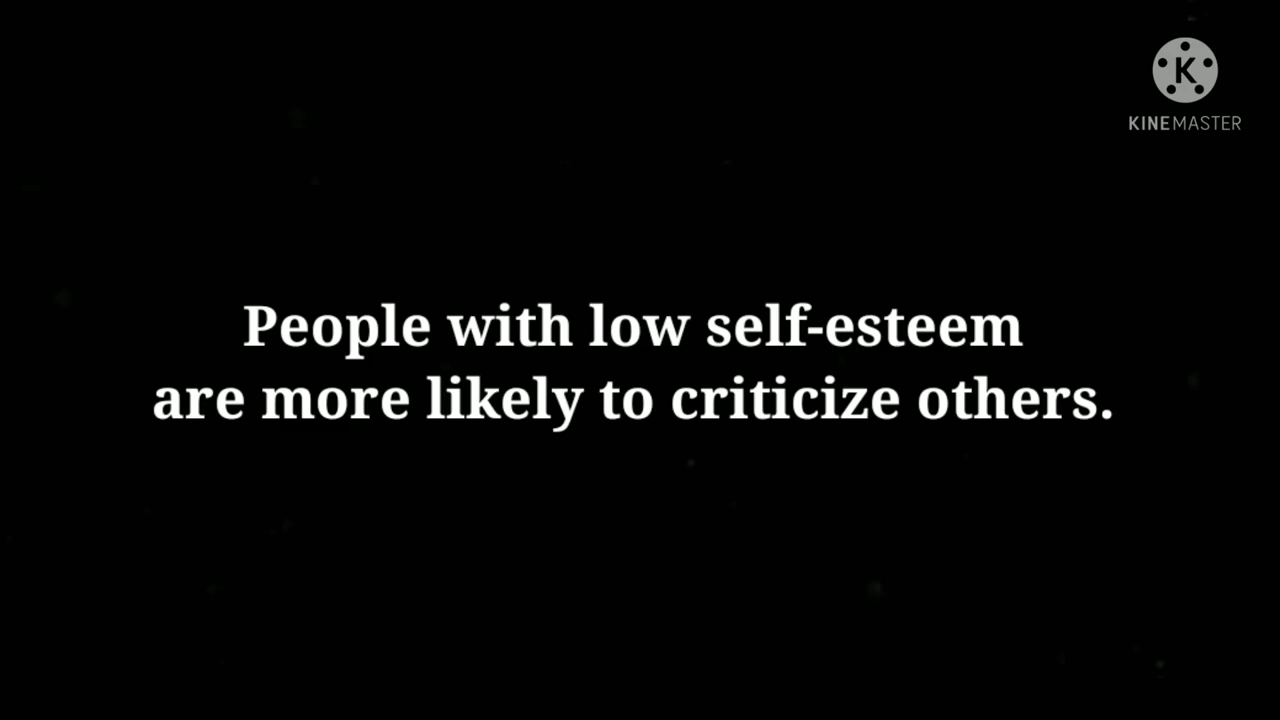 K
KINEMASTER
People with low self-esteem
are more likely to criticize others.